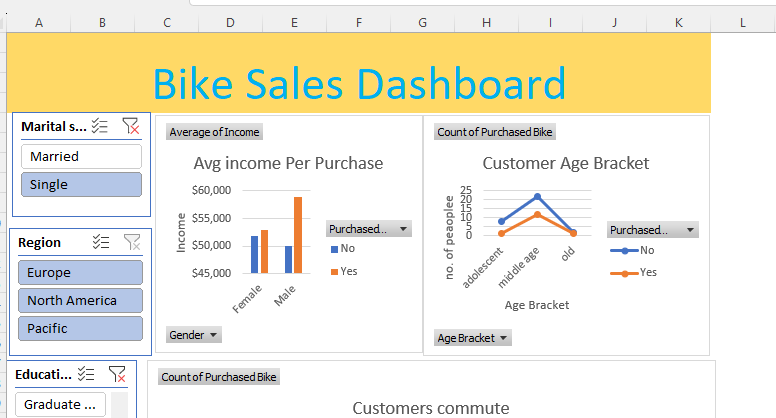 A B C D E F G H I J K L
Bike Sales Dashboard
Marital s...
Married
Single
Region
Europe
North America
Pacific
Educati...
Graduate ...
Average of Income
Avg income Per Purchase
Income
$60,000
$55,000
$50,000
$45,000
Female
Male
Purchased...
No
Yes
Gender
Count of Purchased Bike
Customer Age Bracket
no. of peaoplee
25
20
15
10
5
0
adolescent
middle age
old
Age Bracket
Purchased...
No
Yes
Age Bracket
Count of Purchased Bike
Customers commute